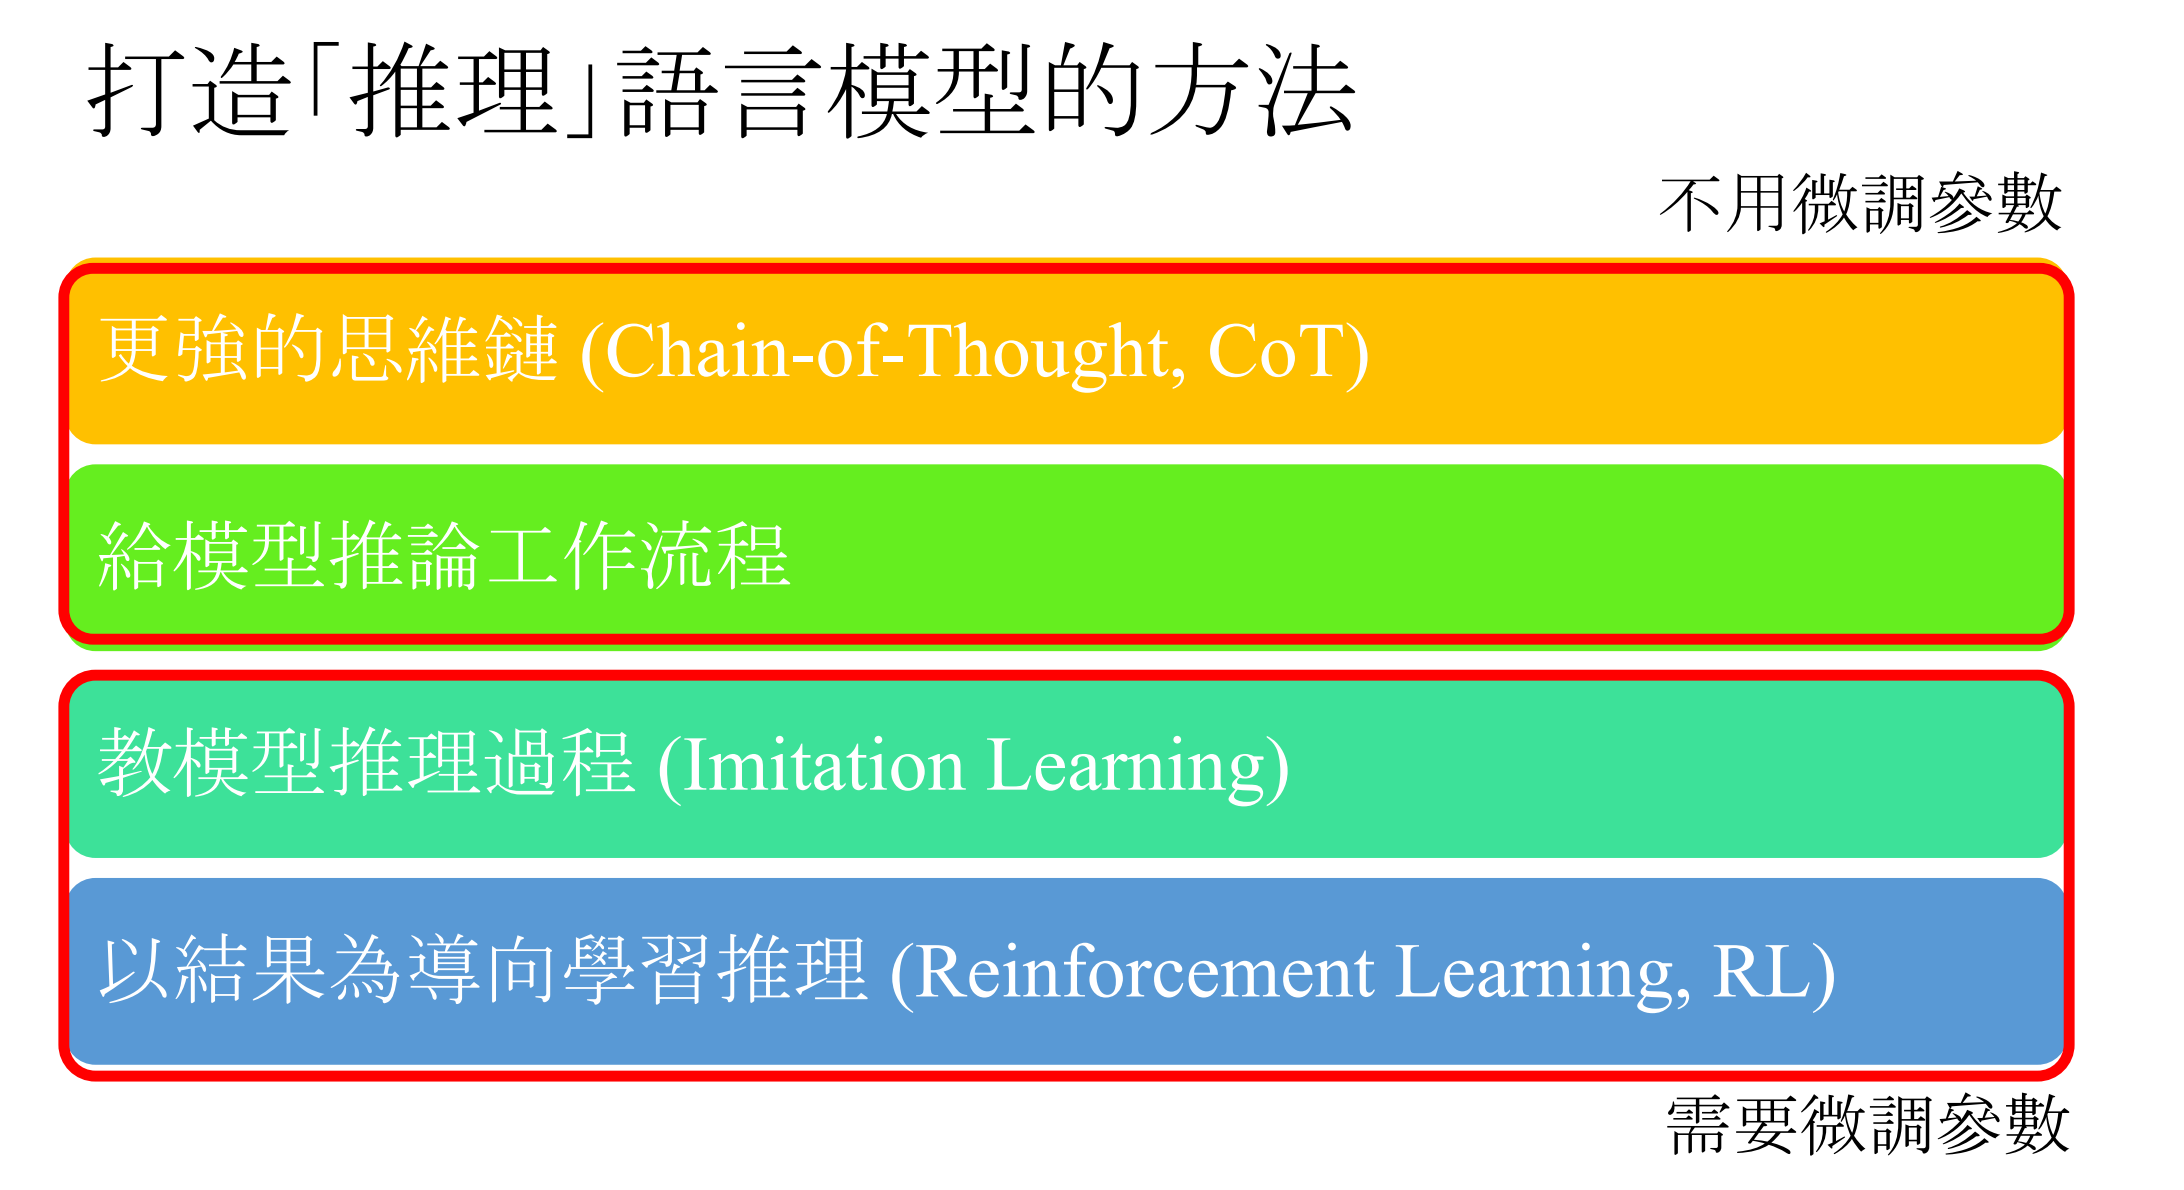 打造「推理」語言模型的方法
不用微調參數
更強的思維鏈 (Chain-of-Thought, CoT)
給模型推論工作流程
教模型推理過程 (Imitation Learning)
以結果為導向學習推理 (Reinforcement Learning, RL)
需要微調參數